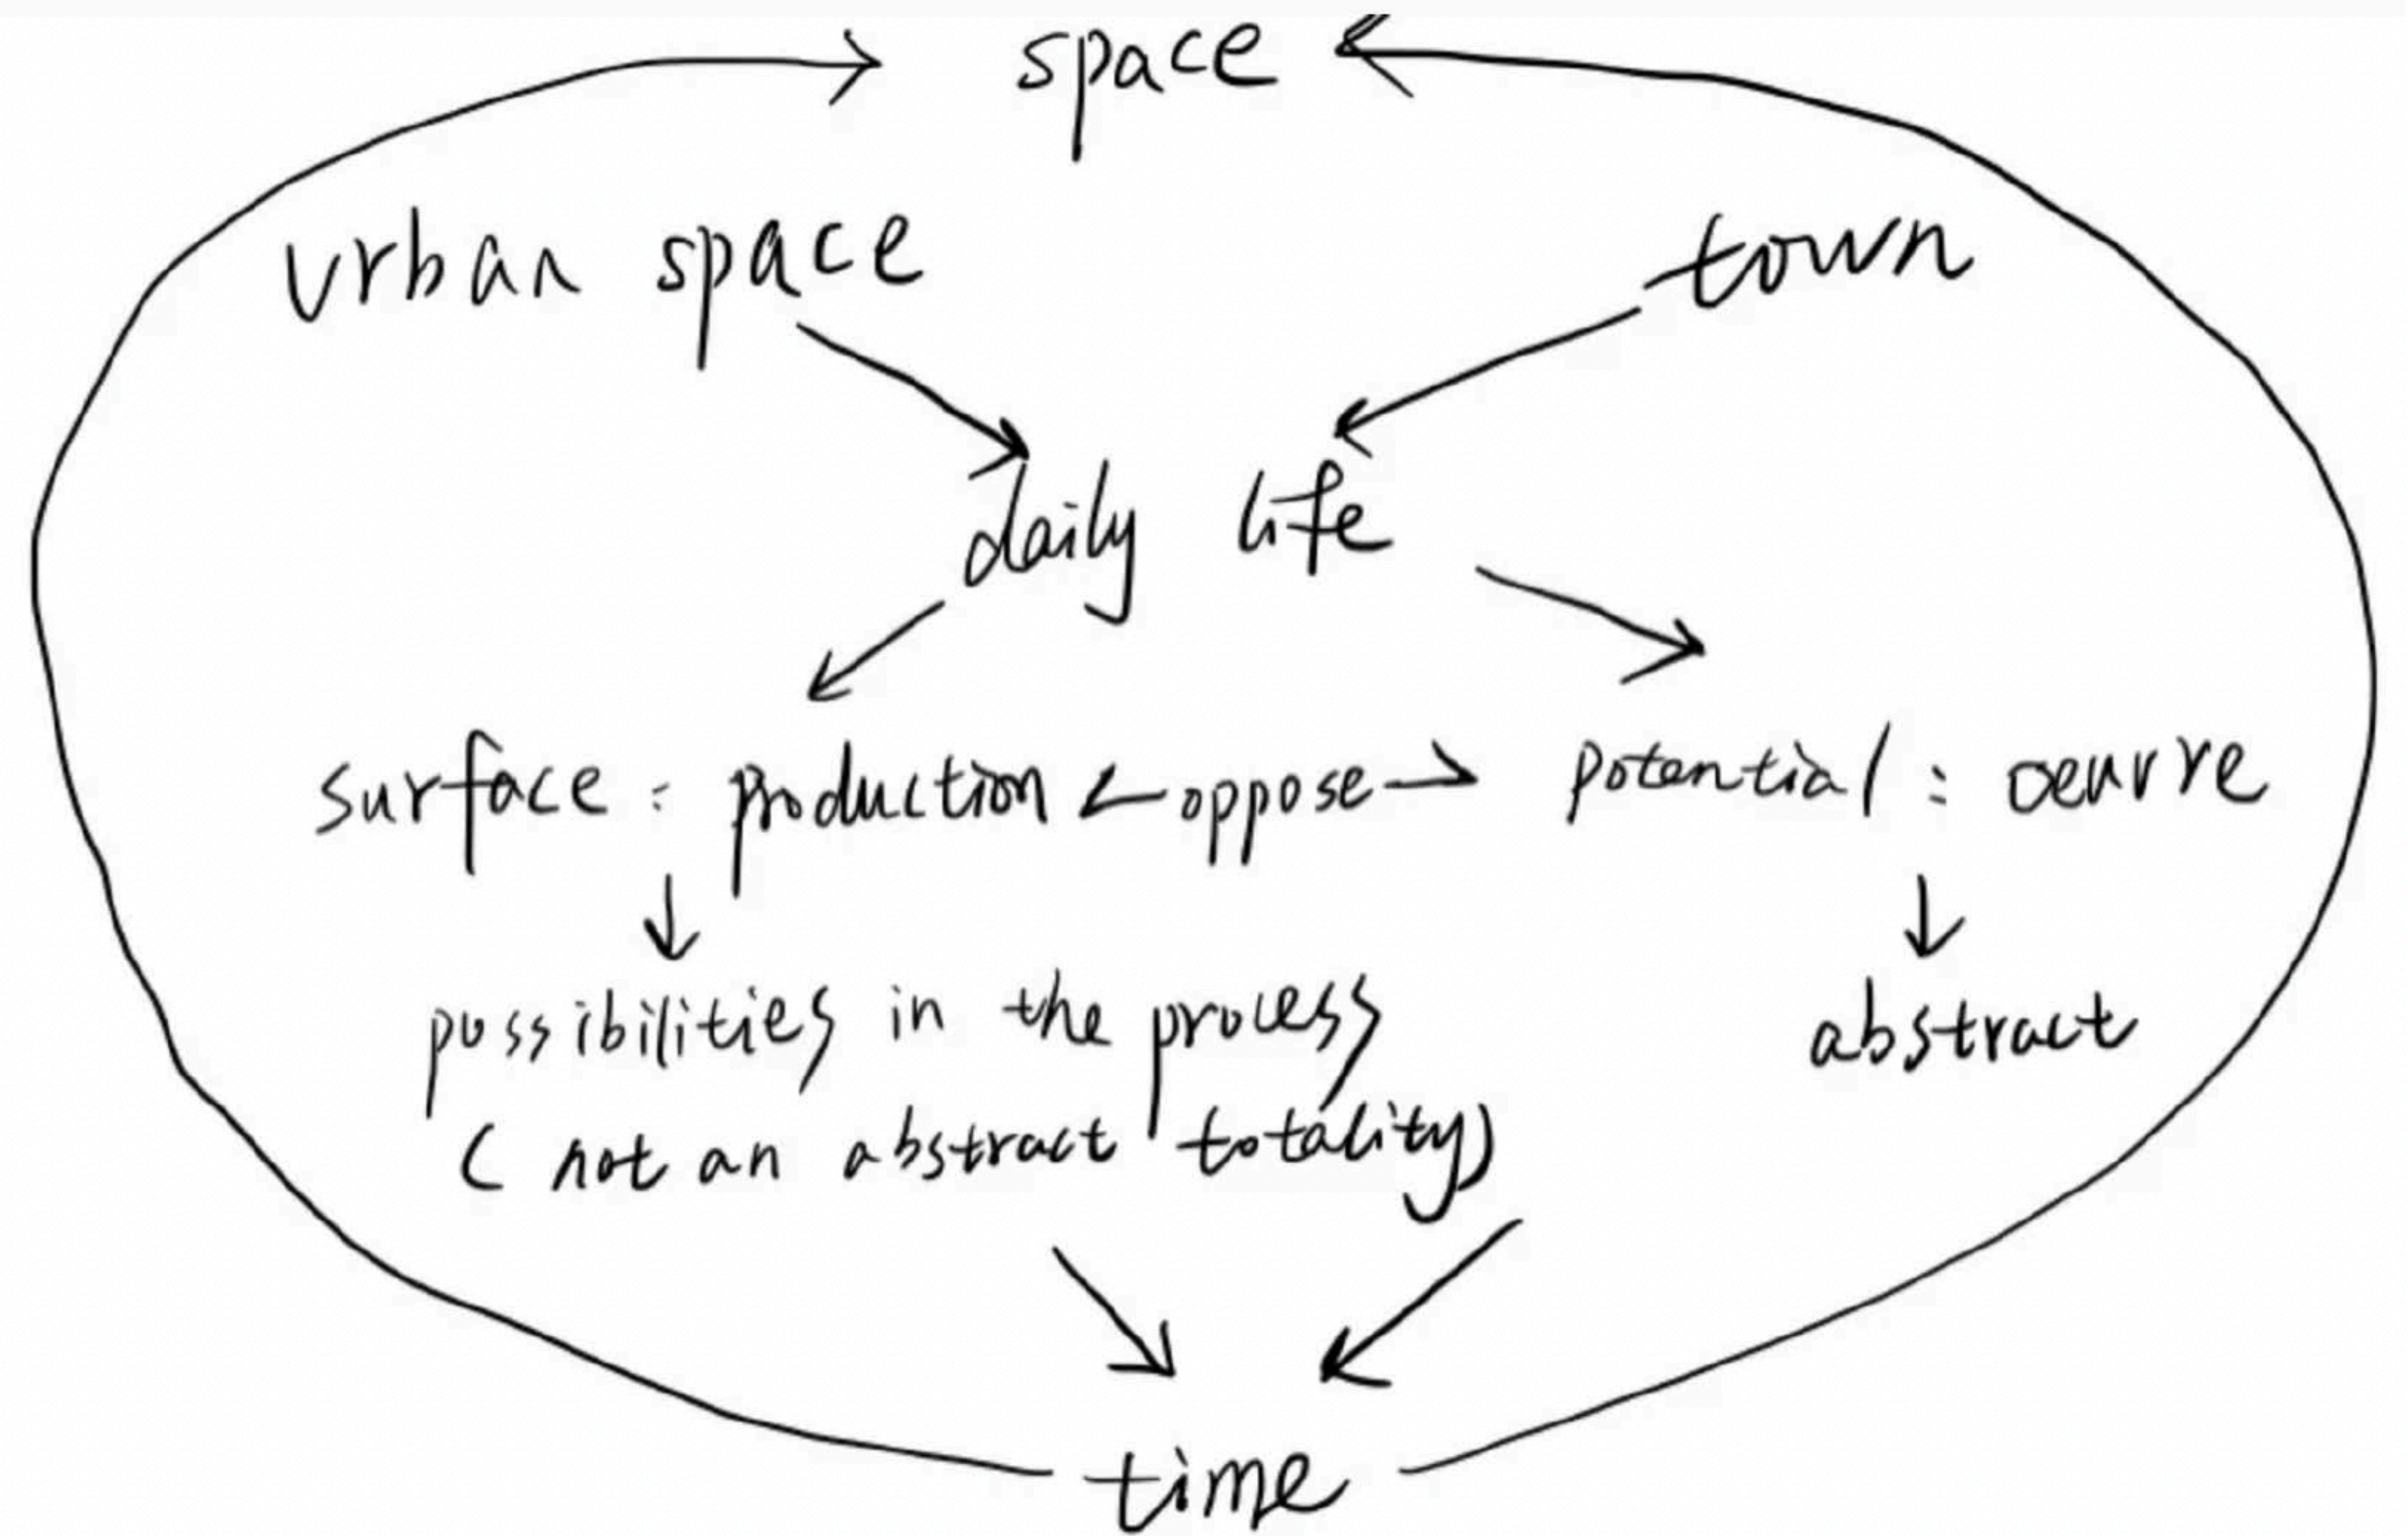 space
urban space town
daily life
surface : production oppose potential : oeuvre
possibilities in the process abstract
( not an abstract totality)
time